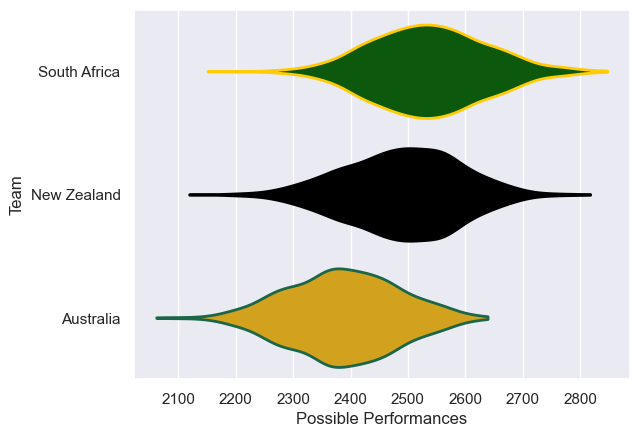 South Africa
New Zealand
Australia
Team
2100 2200 2300 2400 2500 2600 2700 2800
Possible Performances